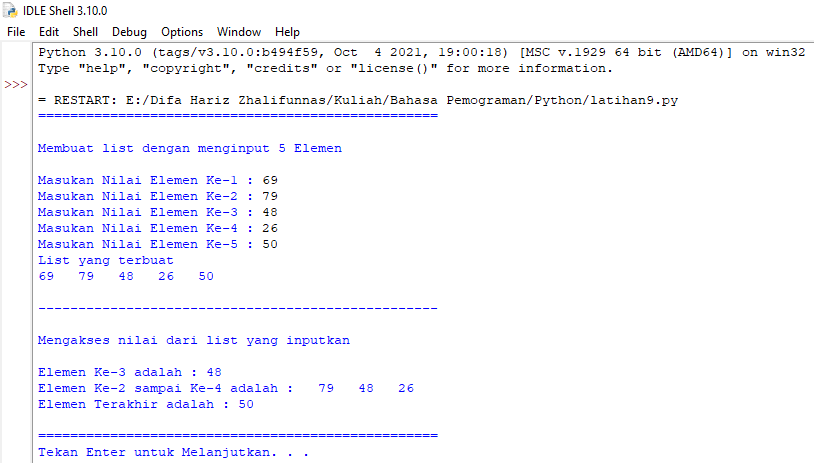 IDLE Shell 3.10.0
File Edit Shell Debug Options Window Help
Python 3.10.0 (tags/v3.10.0:b494f59, Oct  4 2021, 19:00:18) [MSC v.1929 64 bit (AMD64)] on win32
Type "help", "copyright", "credits" or "license()" for more information.
>>>
= RESTART: E:/Difa Hariz Zhalifunnas/Kuliah/Bahasa Pemograman/Python/latihan9.py
==================================================
Membuat list dengan menginput 5 Elemen
Masukan Nilai Elemen Ke-1 : 69
Masukan Nilai Elemen Ke-2 : 79
Masukan Nilai Elemen Ke-3 : 48
Masukan Nilai Elemen Ke-4 : 26
Masukan Nilai Elemen Ke-5 : 50
List yang terbuat
69   79   48   26   50
--------------------------------------------------
Mengakses nilai dari list yang inputkan
Elemen Ke-3 adalah : 48
Elemen Ke-2 sampai Ke-4 adalah :   79   48   26
Elemen Terakhir adalah : 50
==================================================
Tekan Enter untuk Melanjutkan. . .